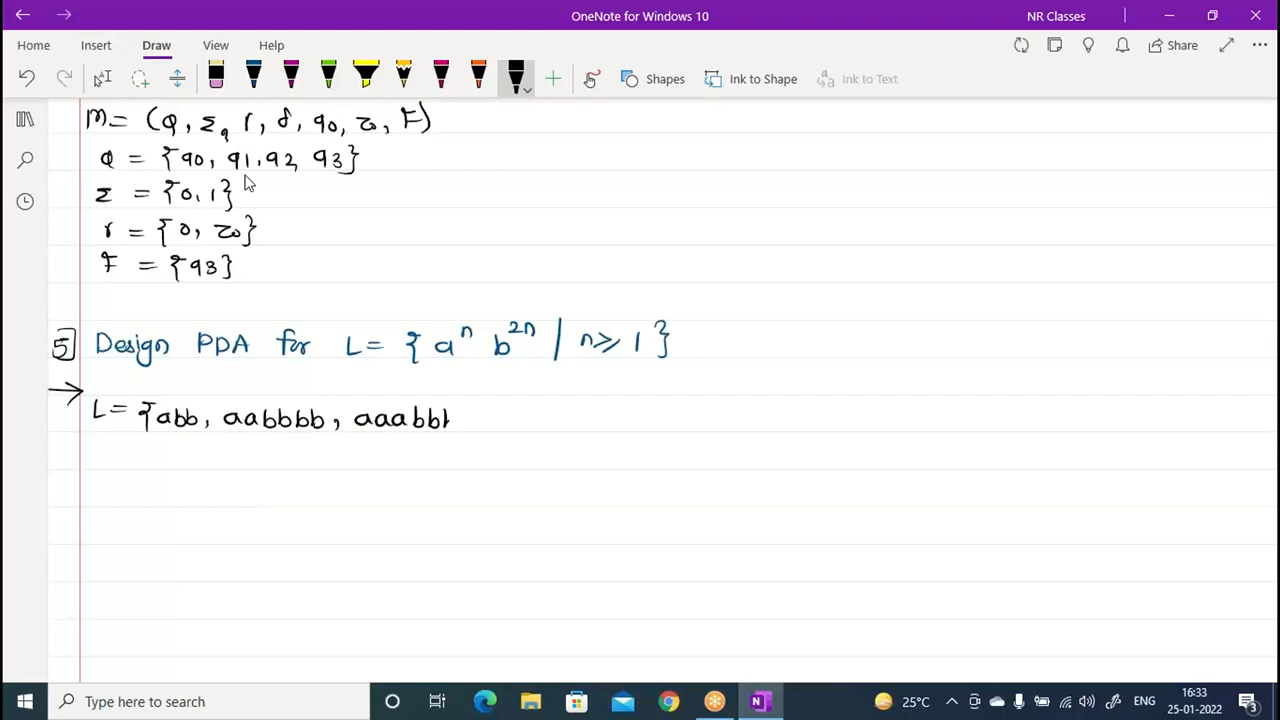 OneNote for Windows 10
NR Classes
Home Insert Draw View Help
Share
Shapes
Ink to Shape
Ink to Text
M= (Q, Σ, Γ, δ, q0, z0, F)
Q = {q0, q1, q2, q3}
Σ = {0, 1}
Γ = {0, z0}
F = {q3}
5] Design PDA for L= { a^n b^2n | n ≥ 1 }
→
L= {abb, aabbbb, aaabbb
Type here to search
25°C
ENG
16:33
25-01-2022
3